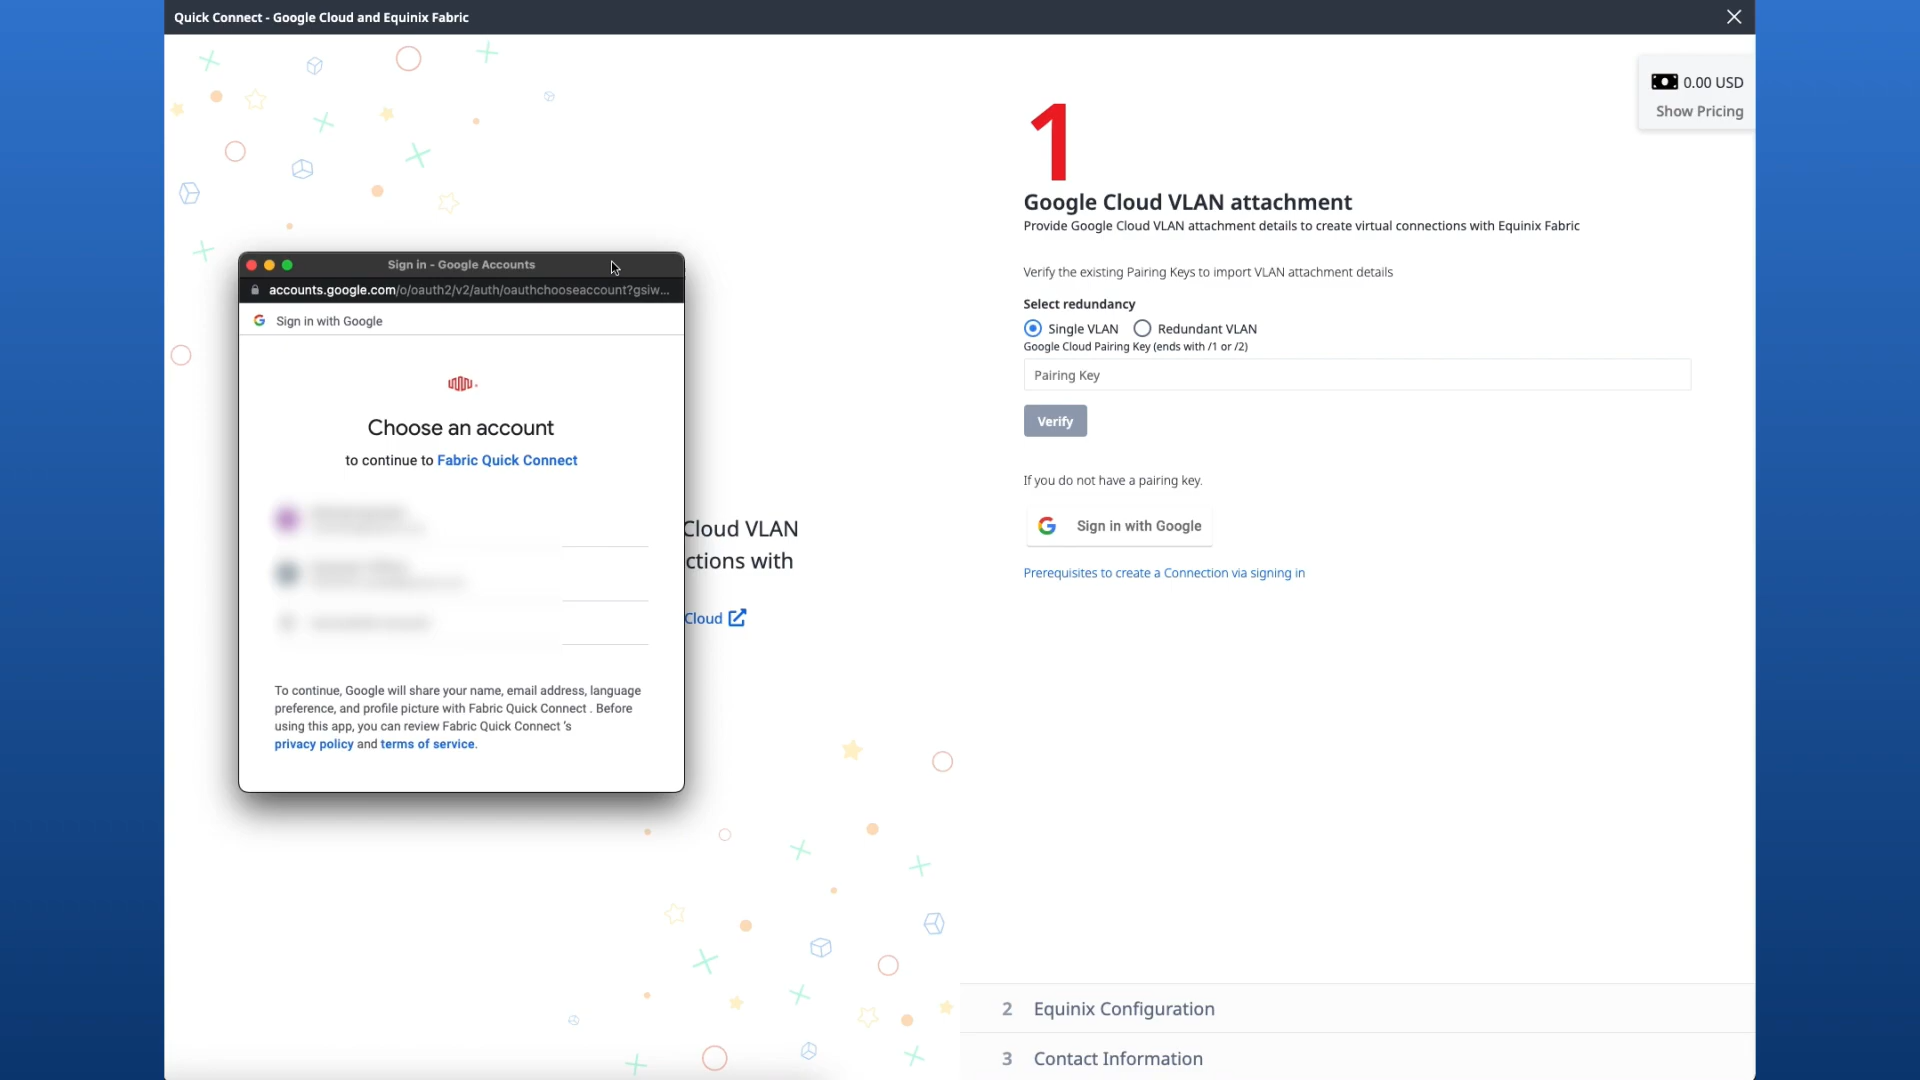 Quick Connect - Google Cloud and Equinix Fabric
0.00 USD
Show Pricing
1
Google Cloud VLAN attachment
Provide Google Cloud VLAN attachment details to create virtual connections with Equinix Fabric
Verify the existing Pairing Keys to import VLAN attachment details
Select redundancy
Single VLAN Redundant VLAN
Google Cloud Pairing Key (ends with /1 or /2)
Pairing Key
Verify
If you do not have a pairing key.
Sign in with Google
Prerequisites to create a Connection via signing in
Sign in - Google Accounts
accounts.google.com/o/oauth2/v2/auth/oauthchooseaccount?gsiw...
Sign in with Google
Choose an account
to continue to Fabric Quick Connect
To continue, Google will share your name, email address, language
preference, and profile picture with Fabric Quick Connect . Before
using this app, you can review Fabric Quick Connect 's
privacy policy and terms of service.
Cloud VLAN
ctions with
Cloud
2 Equinix Configuration
3 Contact Information